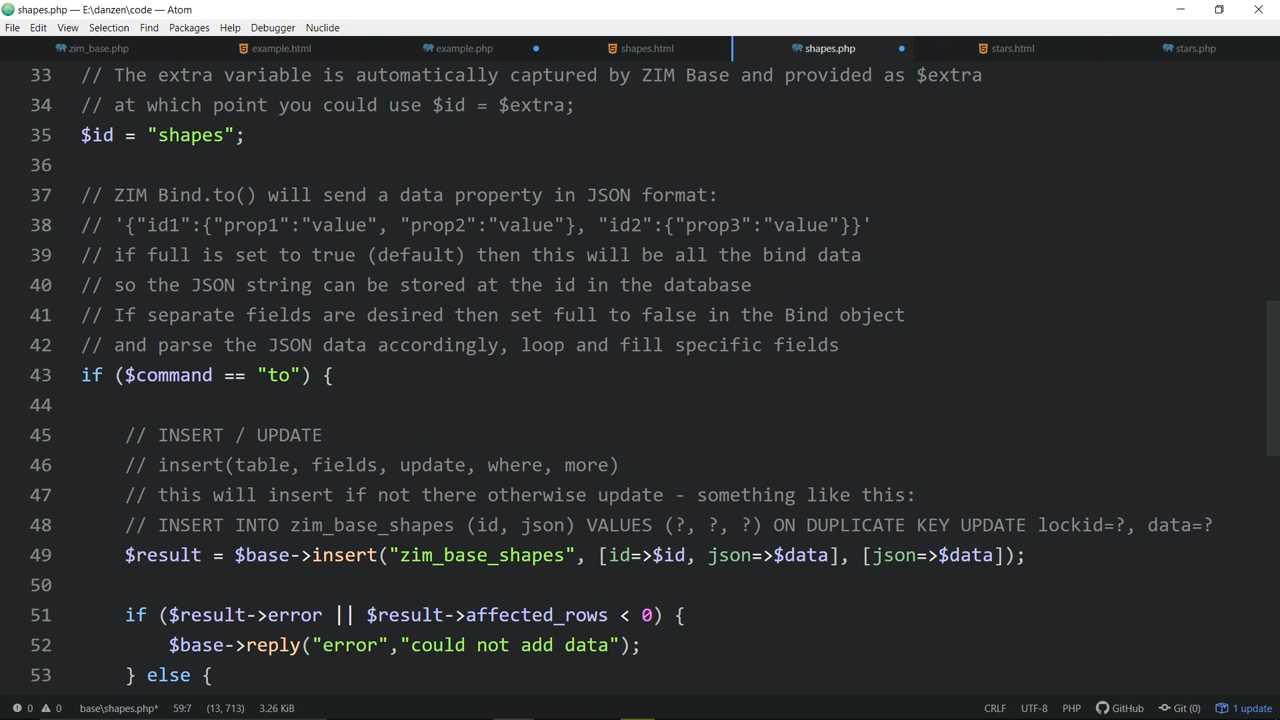 shapes.php — E:\danzen\code — Atom
File Edit View Selection Find Packages Help Debugger Nuclide
zim_base.php example.html example.php shapes.html shapes.php stars.html stars.php
33 // The extra variable is automatically captured by ZIM Base and provided as $extra
34 // at which point you could use $id = $extra;
35 $id = "shapes";
36
37 // ZIM Bind.to() will send a data property in JSON format:
38 // '{"id1":{"prop1":"value", "prop2":"value"}, "id2":{"prop3":"value"}}'
39 // if full is set to true (default) then this will be all the bind data
40 // so the JSON string can be stored at the id in the database
41 // If separate fields are desired then set full to false in the Bind object
42 // and parse the JSON data accordingly, loop and fill specific fields
43 if ($command == "to") {
44
45 // INSERT / UPDATE
46 // insert(table, fields, update, where, more)
47 // this will insert if not there otherwise update - something like this:
48 // INSERT INTO zim_base_shapes (id, json) VALUES (?, ?, ?) ON DUPLICATE KEY UPDATE lockid=?, data=?
49 $result = $base->insert("zim_base_shapes", [id=>$id, json=>$data], [json=>$data]);
50
51 if ($result->error || $result->affected_rows < 0) {
52 $base->reply("error","could not add data");
53 } else {
0 0 base\shapes.php* 59:7 (13, 713) 3.26 KiB CRLF UTF-8 PHP GitHub Git (0) 1 update